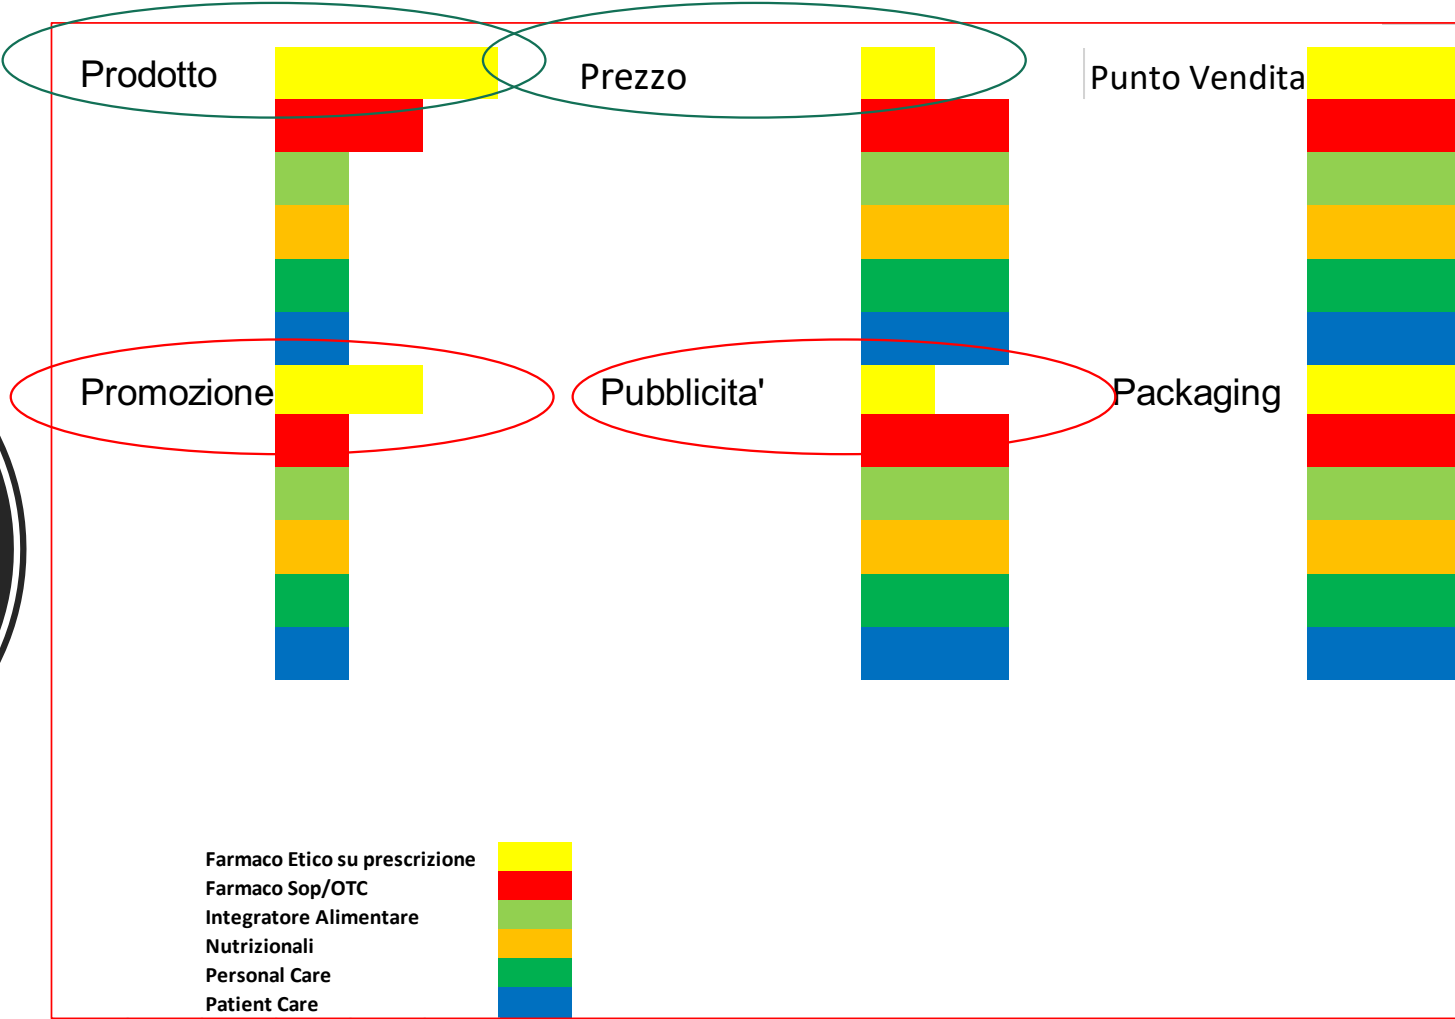 Prodotto
Prezzo
Punto Vendita
Promozione
Pubblicita'
Packaging
Farmaco Etico su prescrizione
Farmaco Sop/OTC
Integratore Alimentare
Nutrizionali
Personal Care
Patient Care